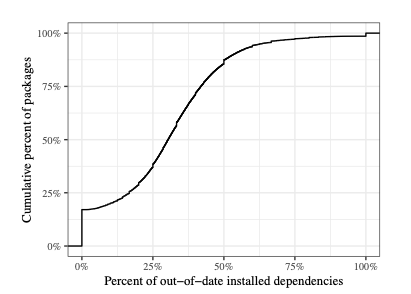 Cumulative percent of packages
100%
75%
50%
25%
0%
0% 25% 50% 75% 100%
Percent of out−of−date installed dependencies